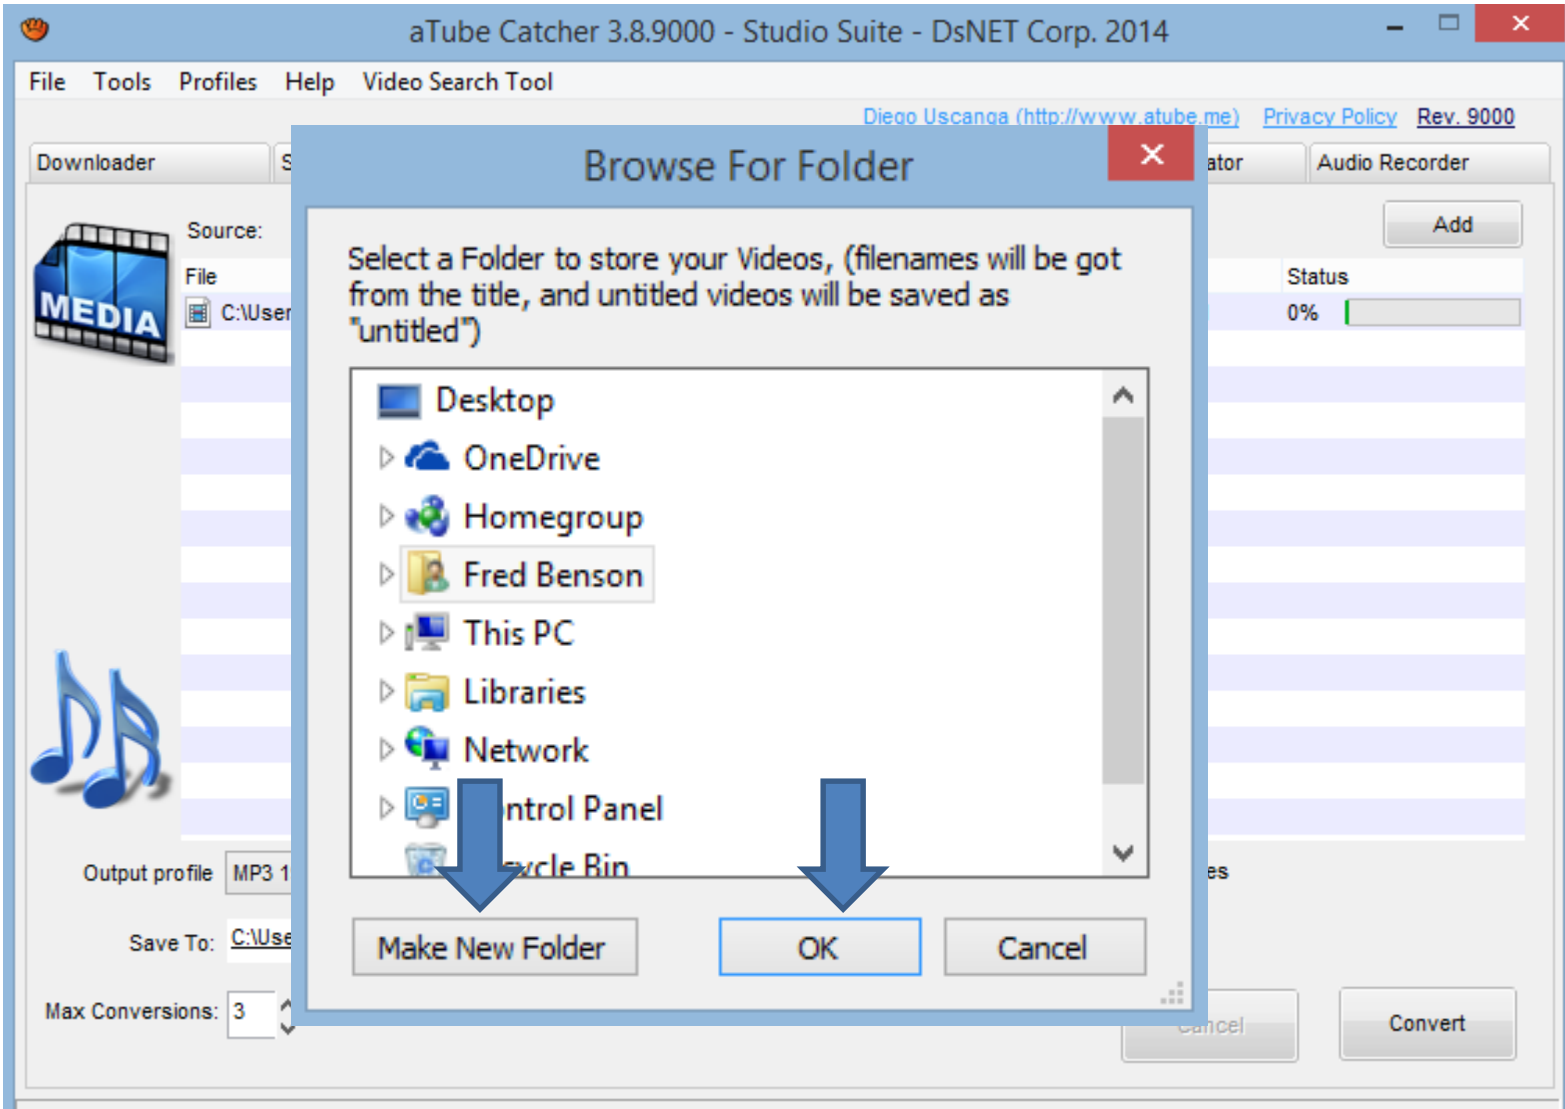 aTube Catcher 3.8.9000 - Studio Suite - DsNET Corp. 2014
File Tools Profiles Help Video Search Tool
Diego Uscanga (http://www.atube.me) Privacy Policy Rev. 9000
Downloader
Audio Recorder
Browse For Folder
Source:
Add
Select a Folder to store your Videos, (filenames will be got
from the title, and untitled videos will be saved as
"untitled")
File
Status
MEDIA
C:\User
0%
Desktop
OneDrive
Homegroup
Fred Benson
This PC
Libraries
Network
ntrol Panel
cycle Bin
Output profile MP3 1
Save To: C:\Use
Make New Folder OK Cancel
Max Conversions: 3
Cancel
Convert